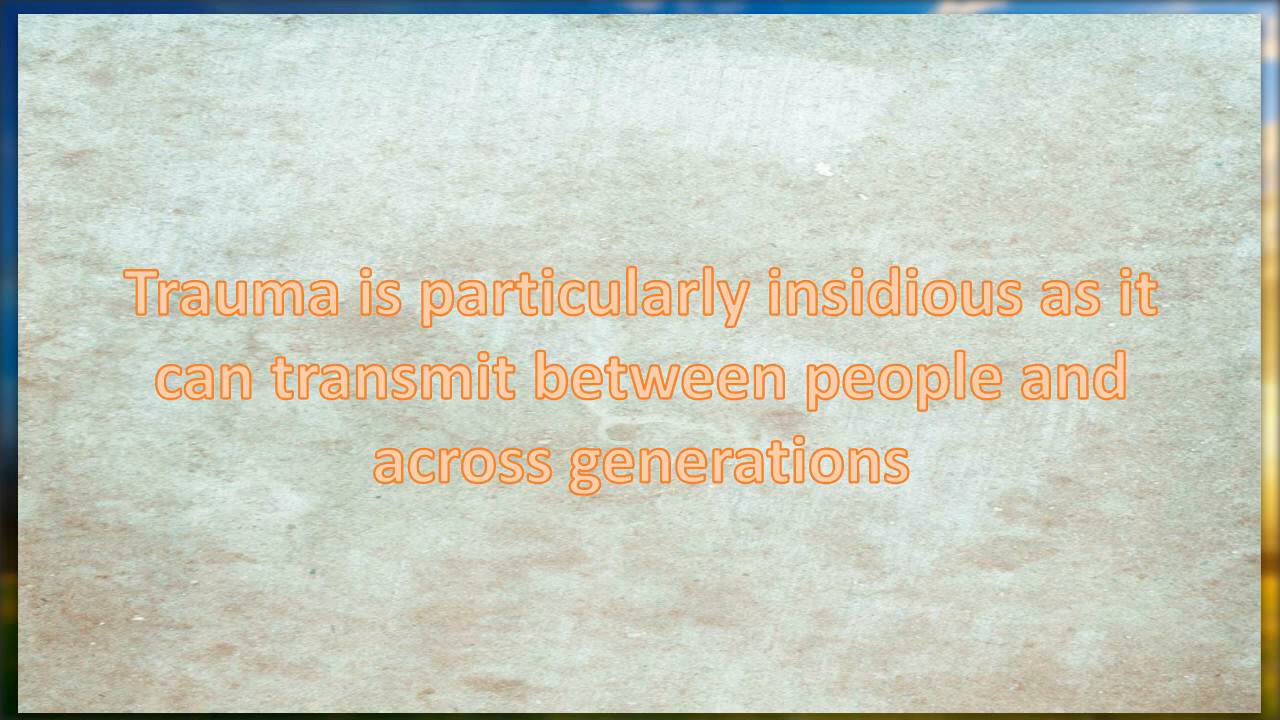 Trauma is particularly insidious as it
can transmit between people and
across generations